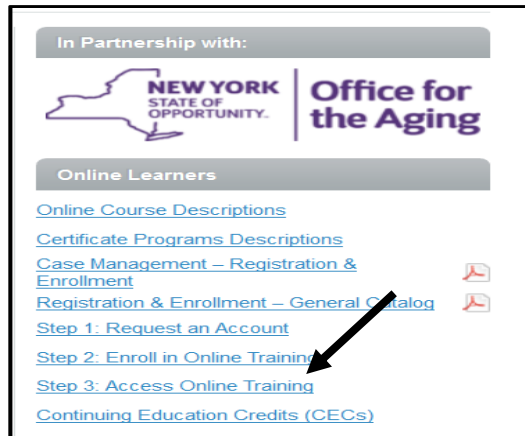 In Partnership with:
NEW YORK
STATE OF
OPPORTUNITY.
Office for
the Aging
Online Learners
Online Course Descriptions
Certificate Programs Descriptions
Case Management – Registration &
Enrollment
Registration & Enrollment – General Catalog
Step 1: Request an Account
Step 2: Enroll in Online Training
Step 3: Access Online Training
Continuing Education Credits (CECs)